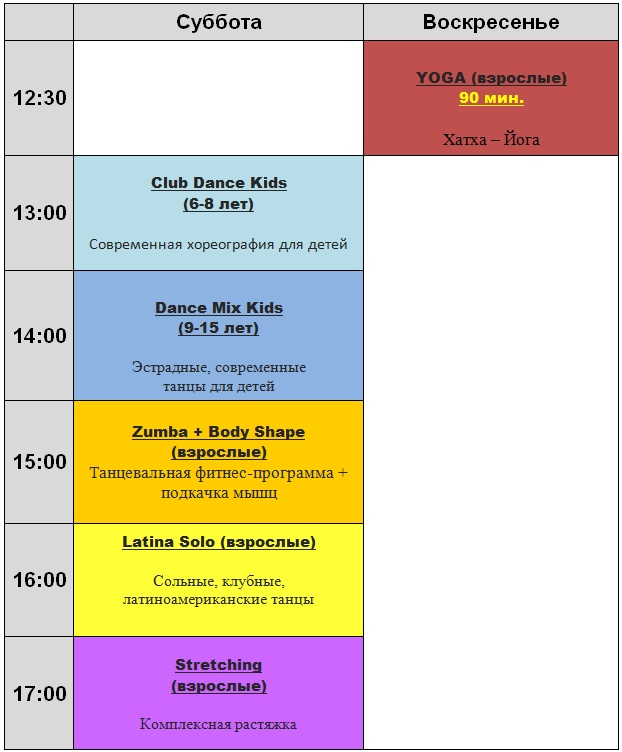 Суббота Воскресенье
12:30
YOGA (взрослые)
90 мин.
Хатха – Йога
13:00
Club Dance Kids
(6-8 лет)
Современная хореография для детей
14:00
Dance Mix Kids
(9-15 лет)
Эстрадные, современные
танцы для детей
15:00
Zumba + Body Shape
(взрослые)
Танцевальная фитнес-программа +
подкачка мышц
16:00
Latina Solo (взрослые)
Сольные, клубные,
латиноамериканские танцы
17:00
Stretching
(взрослые)
Комплексная растяжка